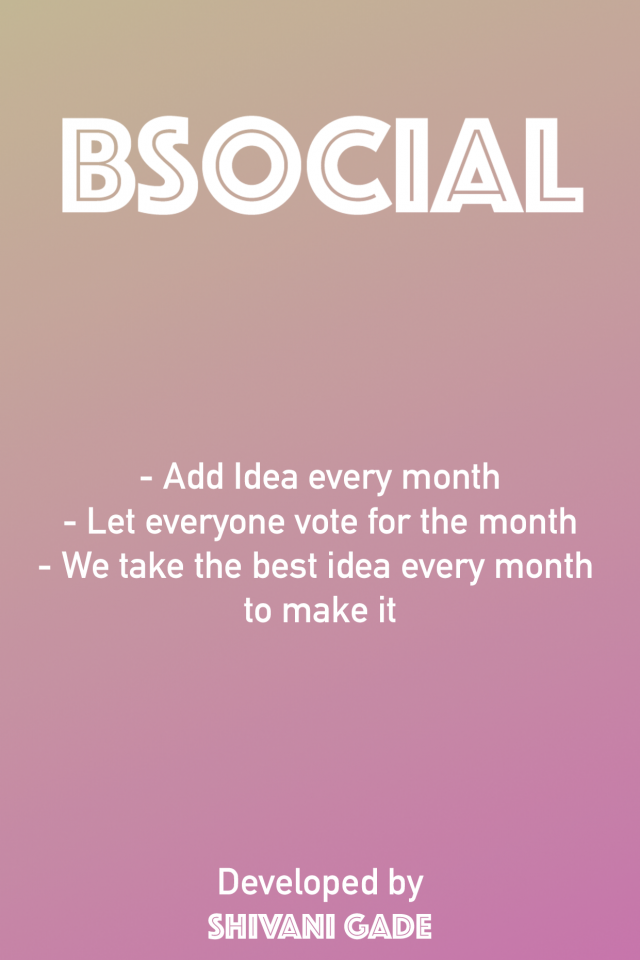 BSOCIAL
- Add Idea every month
- Let everyone vote for the month
- We take the best idea every month
to make it
Developed by
SHIVANI GADE